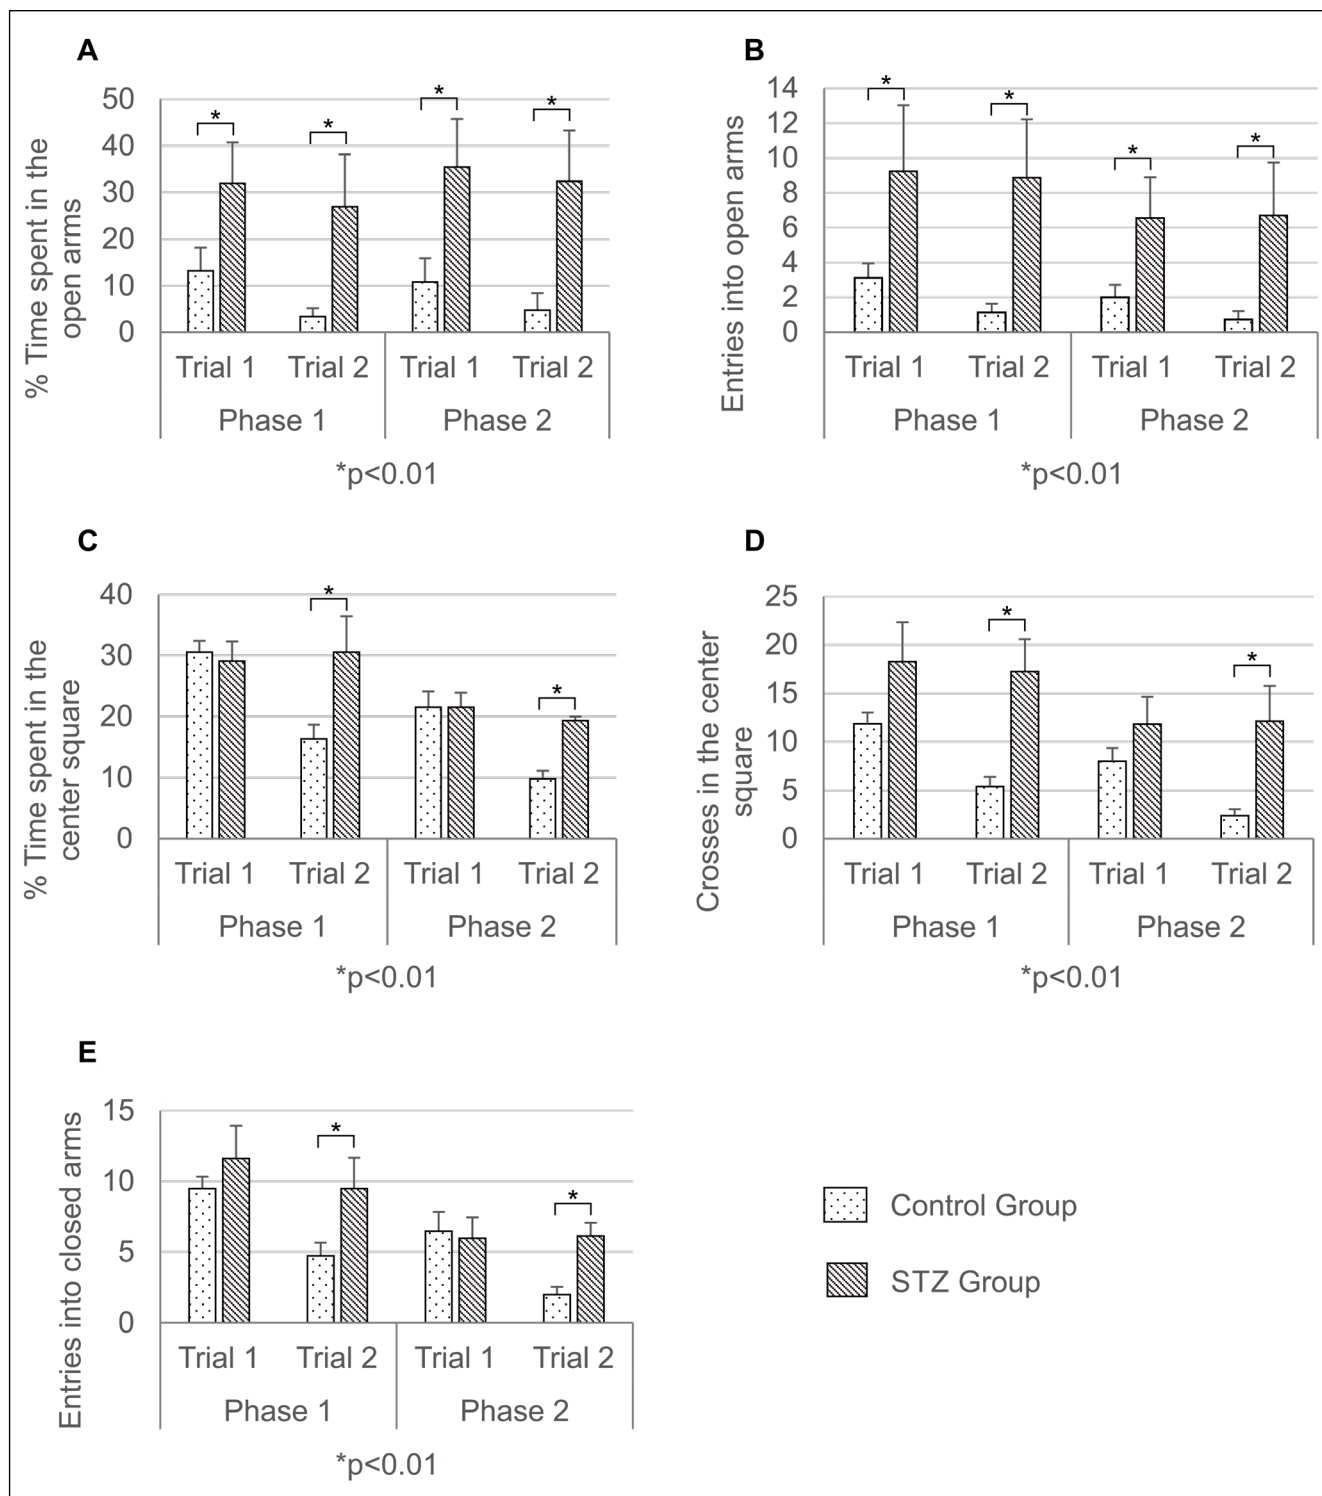 A
% Time spent in the
open arms
50
40
30
20
10
0
*
*
*
*
Trial 1
Trial 2
Trial 1
Trial 2
Phase 1
Phase 2
*p<0.01
B
Entries into open arms
14
12
10
8
6
4
2
0
*
*
*
*
Trial 1
Trial 2
Trial 1
Trial 2
Phase 1
Phase 2
*p<0.01
C
% Time spent in the
center square
40
30
20
10
0
*
*
Trial 1
Trial 2
Trial 1
Trial 2
Phase 1
Phase 2
*p<0.01
D
Crosses in the center
square
25
20
15
10
5
0
*
*
Trial 1
Trial 2
Trial 1
Trial 2
Phase 1
Phase 2
*p<0.01
E
Entries into closed arms
15
10
5
0
*
*
Trial 1
Trial 2
Trial 1
Trial 2
Phase 1
Phase 2
*p<0.01
Control Group
STZ Group